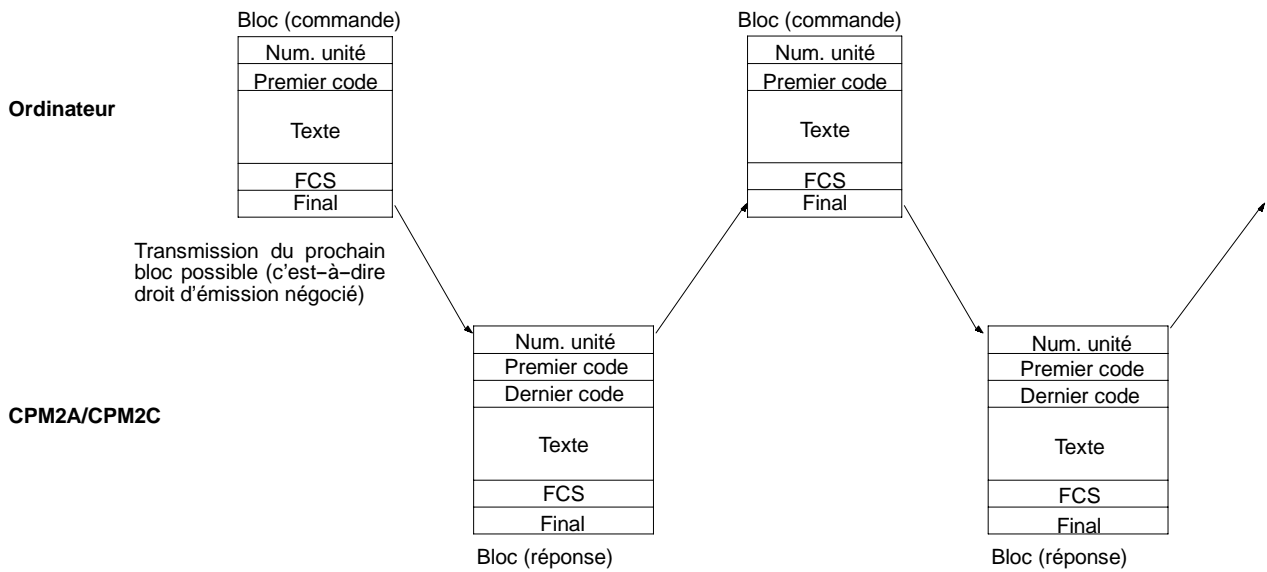 Bloc (commande)
Num. unité
Premier code
Texte
FCS
Final
Bloc (commande)
Num. unité
Premier code
Texte
FCS
Final
Ordinateur
Transmission du prochain
bloc possible (c'est-à-dire
droit d'émission négocié)
CPM2A/CPM2C
Num. unité
Premier code
Dernier code
Texte
FCS
Final
Bloc (réponse)
Num. unité
Premier code
Dernier code
Texte
FCS
Final
Bloc (réponse)